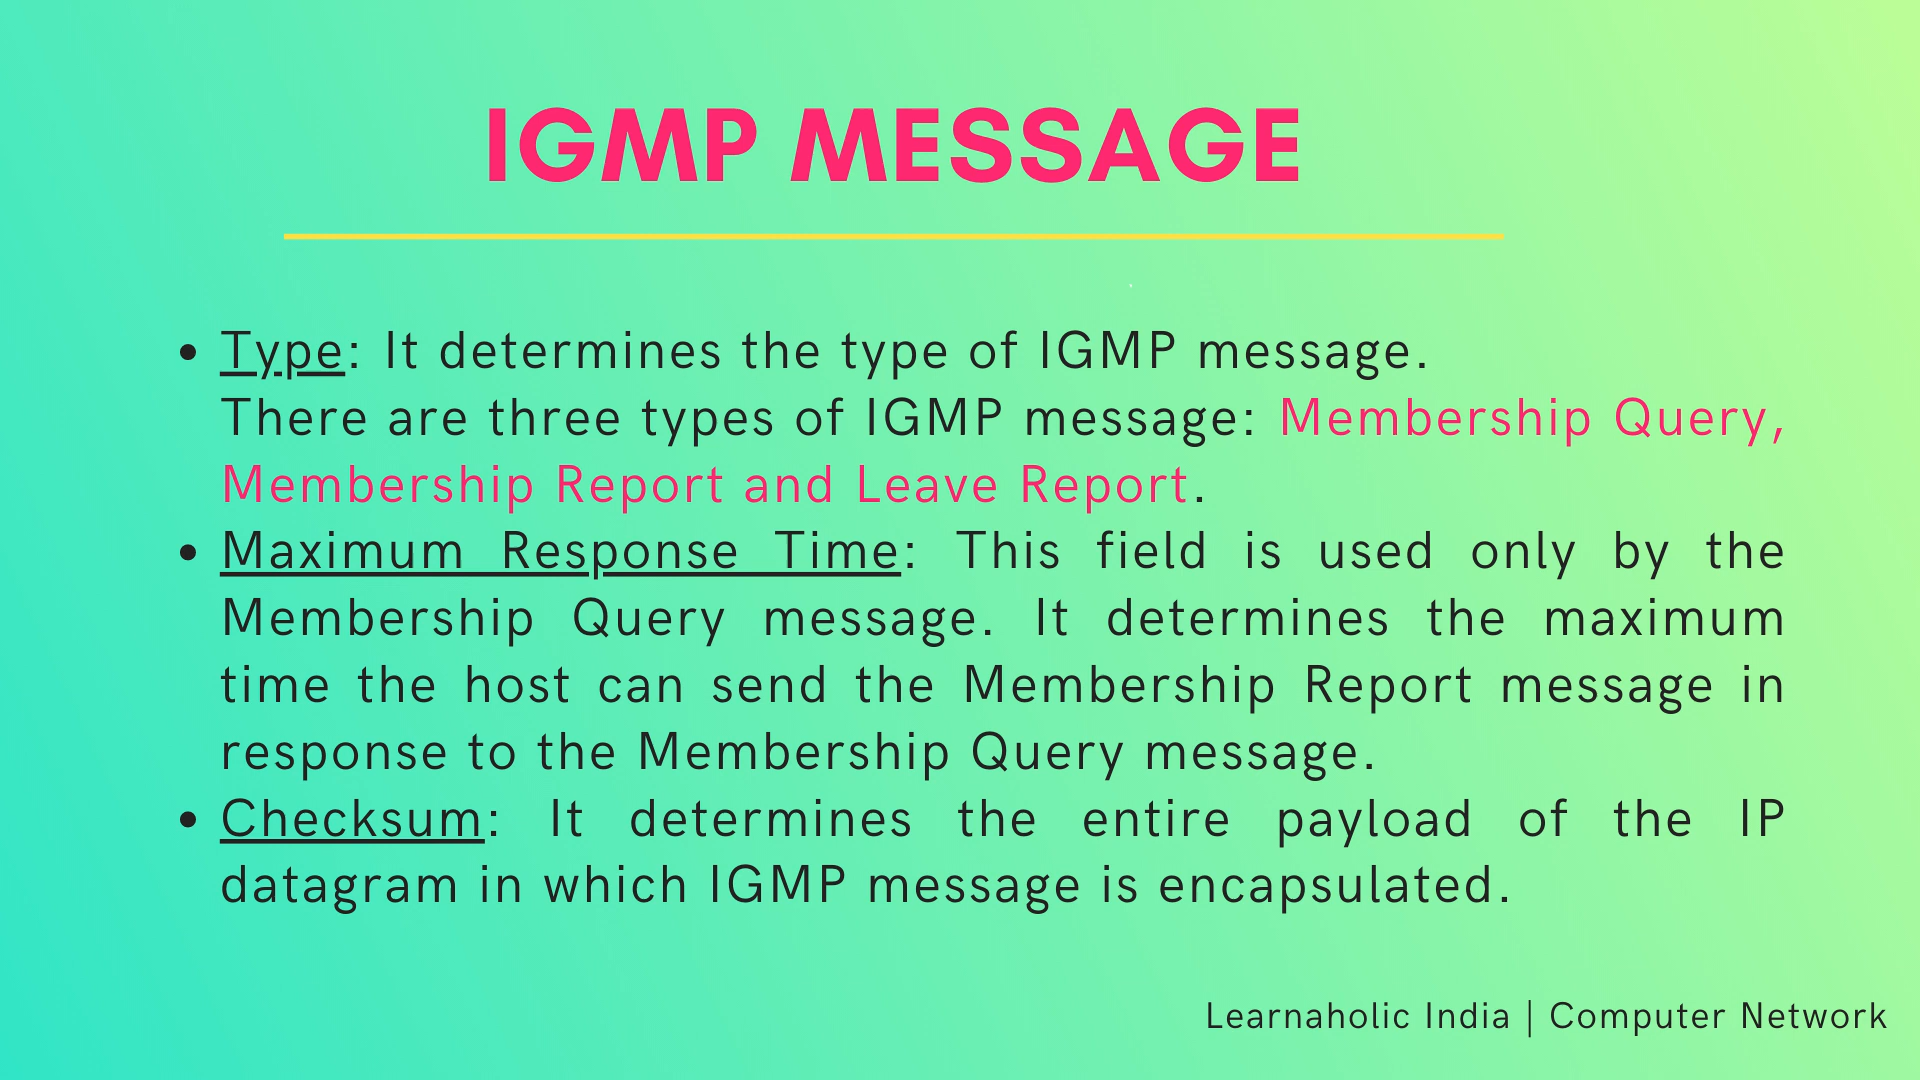 IGMP MESSAGE
• Type: It determines the type of IGMP message.
There are three types of IGMP message: Membership Query,
Membership Report and Leave Report.
• Maximum Response Time: This field is used only by the
Membership Query message. It determines the maximum
time the host can send the Membership Report message in
response to the Membership Query message.
• Checksum: It determines the entire payload of the IP
datagram in which IGMP message is encapsulated.
Learnaholic India | Computer Network